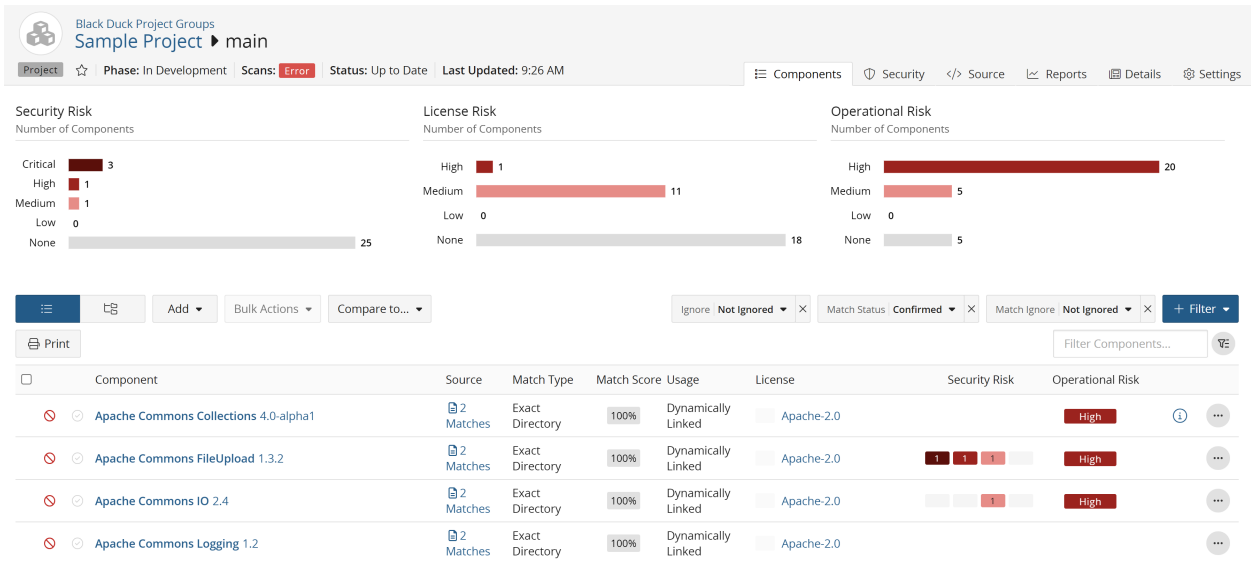 Black Duck Project Groups
Sample Project main
Project Phase: In Development Scans: Error Status: Up to Date Last Updated: 9:26 AM
Components Security </> Source Reports Details Settings
Security Risk
Number of Components
Critical 3
High 1
Medium 1
Low 0
None 25
License Risk
Number of Components
High 1
Medium 11
Low 0
None 18
Operational Risk
Number of Components
High 20
Medium 5
Low 0
None 5
Add Bulk Actions Compare to... Ignore Not Ignored Match Status Confirmed Match Ignore Not Ignored + Filter
Print Filter Components...
Component Source Match Type Match Score Usage License Security Risk Operational Risk
Apache Commons Collections 4.0-alpha1 2 Matches Exact Directory 100% Dynamically Linked Apache-2.0 High
Apache Commons FileUpload 1.3.2 2 Matches Exact Directory 100% Dynamically Linked Apache-2.0 1 1 1 High
Apache Commons IO 2.4 2 Matches Exact Directory 100% Dynamically Linked Apache-2.0 1 High
Apache Commons Logging 1.2 2 Matches Exact Directory 100% Dynamically Linked Apache-2.0